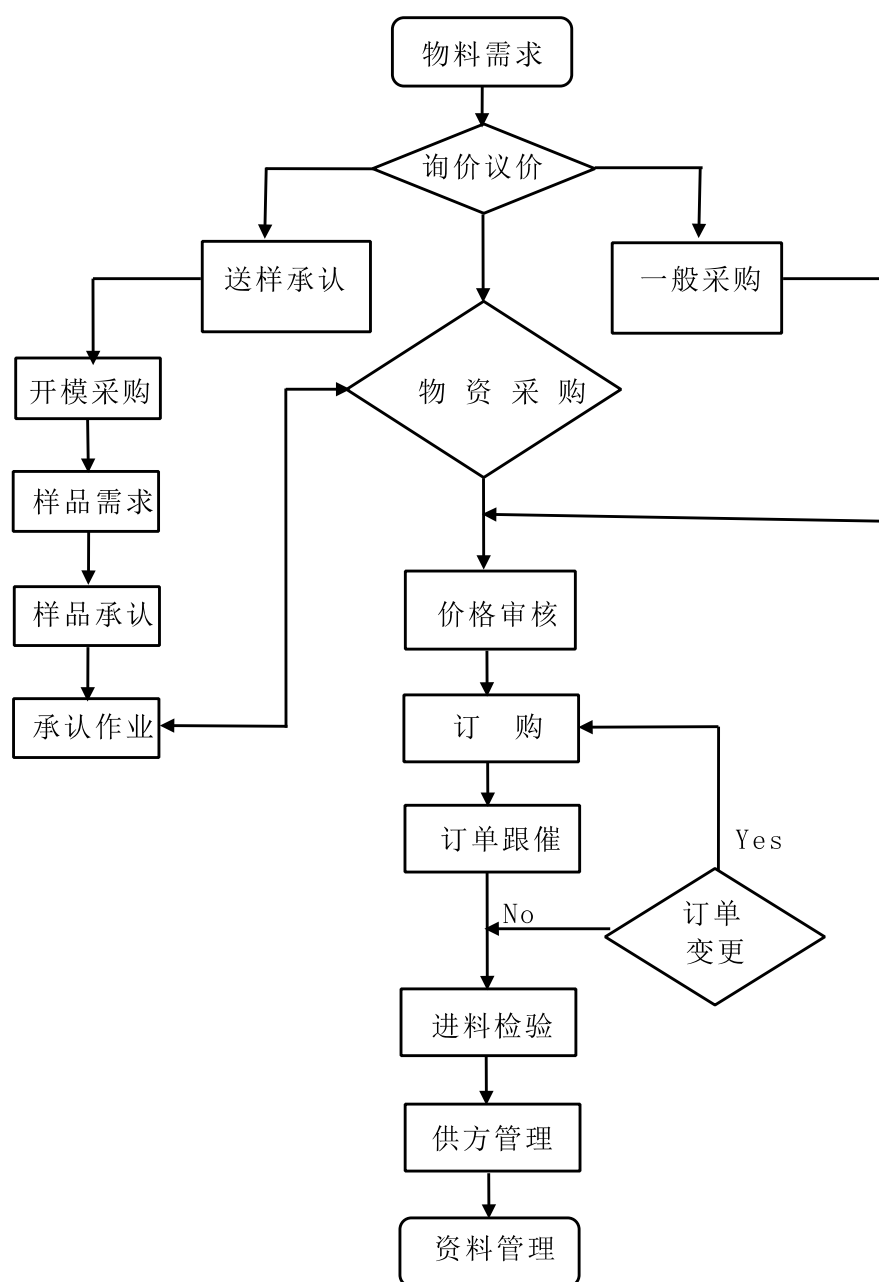 物料需求
询价议价
送样承认
一般采购
开模采购
物资采购
样品需求
样品承认
价格审核
承认作业
订购
订单跟催
Yes
No
订单
变更
进料检验
供方管理
资料管理